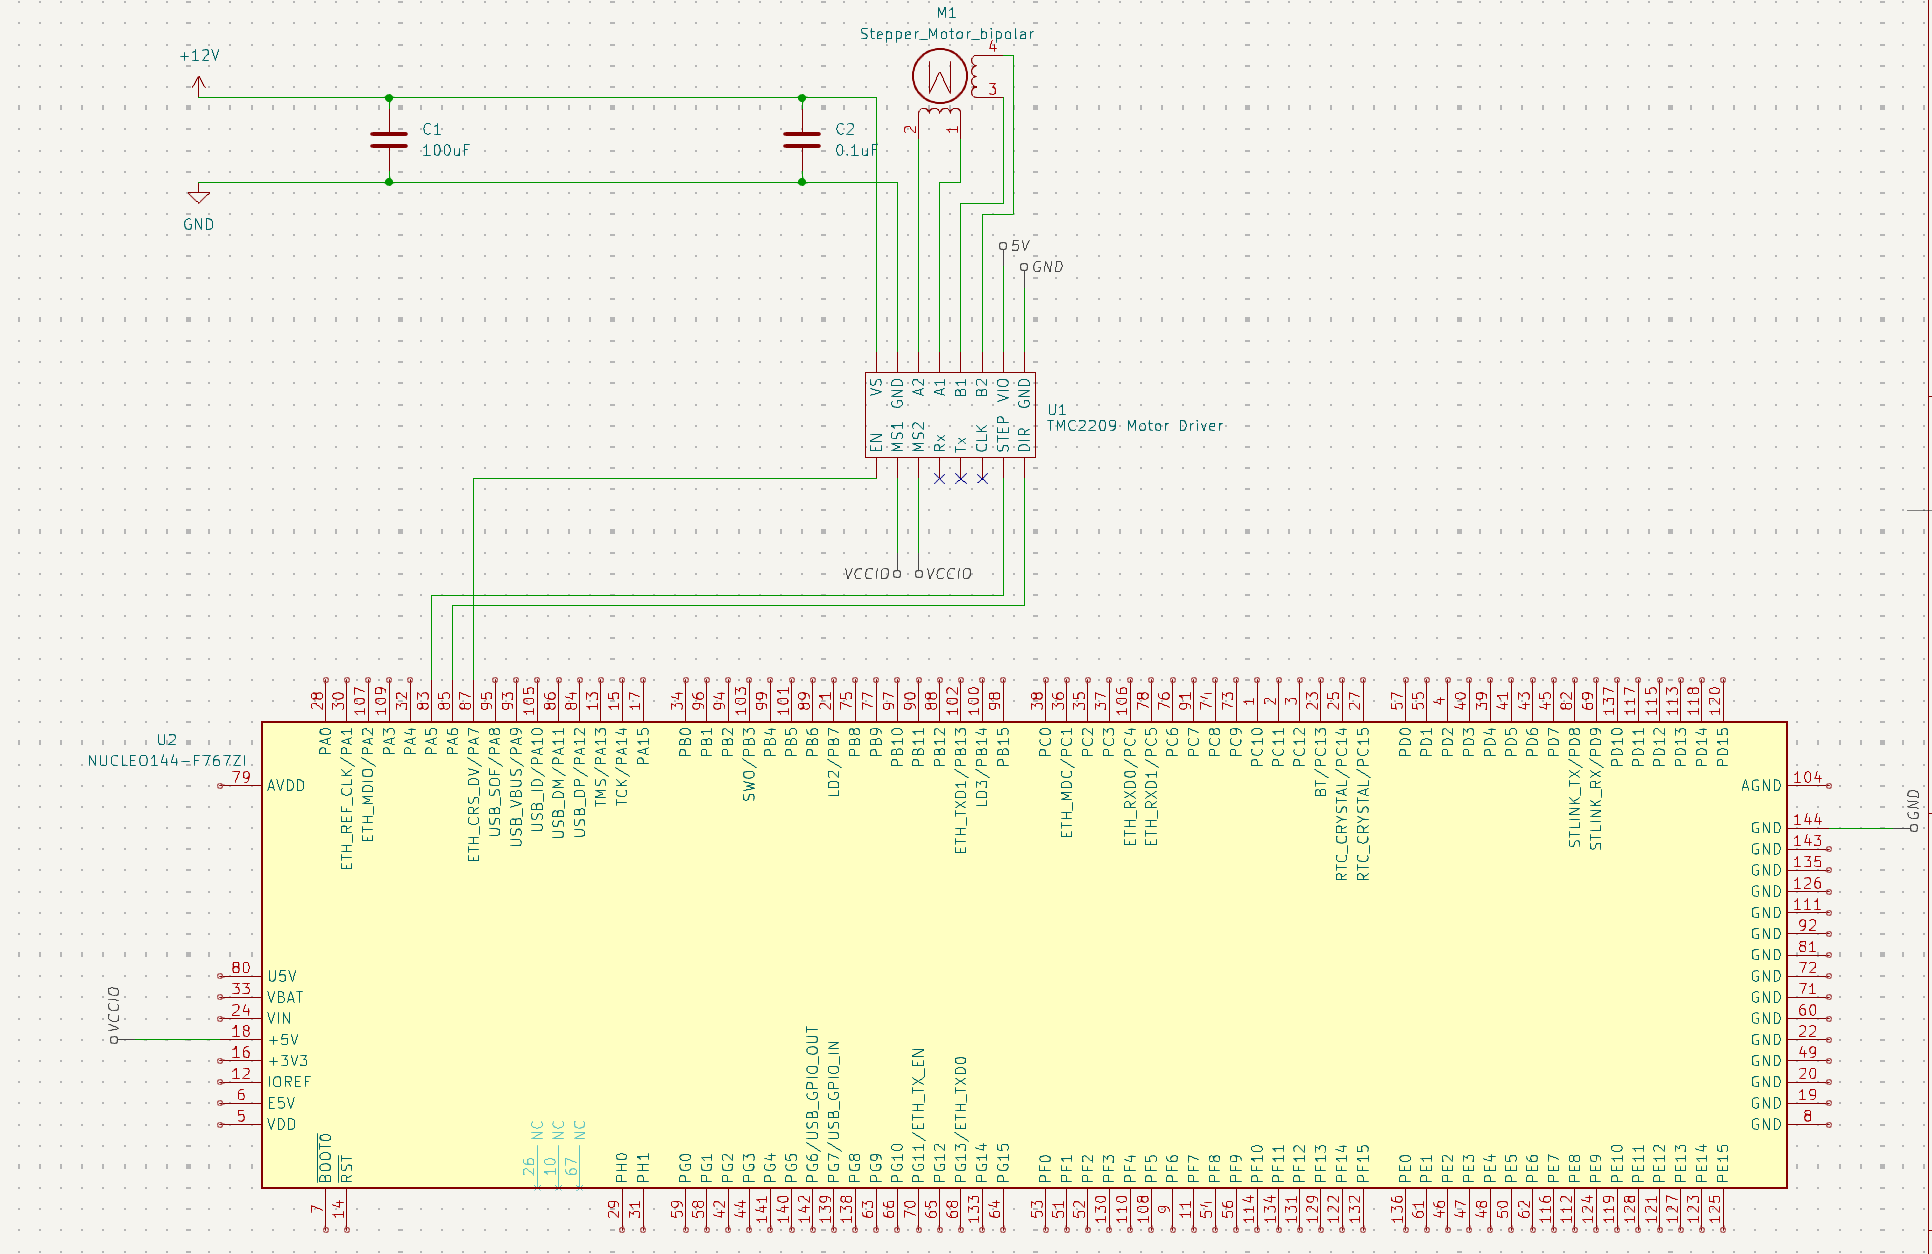 M1
Stepper_Motor_bipolar
4
3
2
1
+12V
C1
100uF
C2
0.1uF
GND
5V
GND
VS
GND
A2
A1
B1
B2
VIO
GND
EN
MS1
MS2
Rx
Tx
CLK
STEP
DIR
U1
TMC2209 Motor Driver
VCCIO
VCCIO
U2
NUCLEO144-F767ZI
28 PA0
30 ETH_REF_CLK/PA1
107 ETH_MDIO/PA2
109 PA3
32 PA4
83 PA5
85 PA6
87 ETH_CRS_DV/PA7
95 USB_SOF/PA8
93 USB_VBUS/PA9
105 USB_ID/PA10
86 USB_DM/PA11
84 USB_DP/PA12
13 TMS/PA13
15 TCK/PA14
17 PA15
34 PB0
96 PB1
94 PB2
103 SWO/PB3
99 PB4
101 PB5
89 PB6
21 LD2/PB7
75 PB8
77 PB9
97 PB10
90 PB11
88 PB12
102 ETH_TXD1/PB13
100 LD3/PB14
98 PB15
38 PC0
36 ETH_MDC/PC1
35 PC2
37 PC3
106 ETH_RXD0/PC4
78 ETH_RXD1/PC5
76 PC6
91 PC7
74 PC8
73 PC9
1 PC10
2 PC11
3 PC12
23 BT/PC13
25 RTC_CRYSTAL/PC14
27 RTC_CRYSTAL/PC15
57 PD0
55 PD1
4 PD2
40 PD3
39 PD4
41 PD5
43 PD6
45 PD7
82 STLINK_TX/PD8
69 STLINK_RX/PD9
137 PD10
117 PD11
115 PD12
113 PD13
118 PD14
120 PD15
79 AVDD
80 U5V
33 VBAT
24 VIN
18 +5V
16 +3V3
12 IOREF
6 E5V
5 VDD
VCCIO
AGND 104
GND 144
GND 143
GND 135
GND 126
GND 111
GND 92
GND 81
GND 72
GND 71
GND 60
GND 22
GND 49
GND 20
GND 19
GND 8
GND
BOOT0 7
RST 14
NC 26
NC 10
NC 67
PH0 29
PH1 31
PG0 59
PG1 58
PG2 42
PG3 44
PG4 141
PG5 140
PG6/USB_GPIO_OUT 142
PG7/USB_GPIO_IN 139
PG8 138
PG9 63
PG10 66
PG11/ETH_TX_EN 70
PG12 65
PG13/ETH_TXD0 68
PG14 133
PG15 64
PF0 53
PF1 51
PF2 52
PF3 130
PF4 110
PF5 108
PF6 9
PF7 11
PF8 54
PF9 56
PF10 114
PF11 134
PF12 131
PF13 129
PF14 122
PF15 132
PE0 136
PE1 61
PE2 46
PE3 47
PE4 48
PE5 50
PE6 62
PE7 116
PE8 112
PE9 124
PE10 119
PE11 128
PE12 121
PE13 127
PE14 123
PE15 125